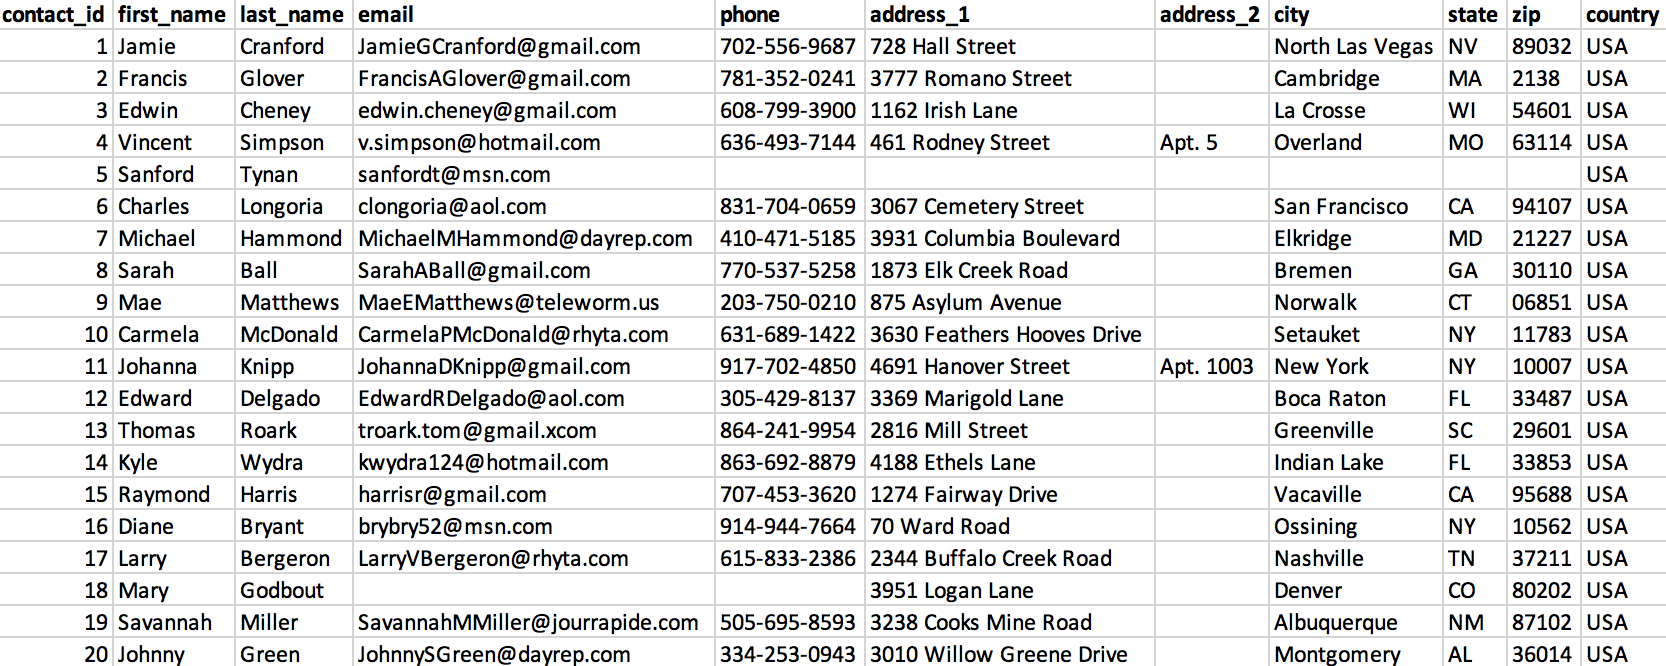 contact_id first_name last_name email phone address_1 address_2 city state zip country
1 Jamie Cranford JamieGCranford@gmail.com 702-556-9687 728 Hall Street North Las Vegas NV 89032 USA
2 Francis Glover FrancisAGlover@gmail.com 781-352-0241 3777 Romano Street Cambridge MA 2138 USA
3 Edwin Cheney edwin.cheney@gmail.com 608-799-3900 1162 Irish Lane La Crosse WI 54601 USA
4 Vincent Simpson v.simpson@hotmail.com 636-493-7144 461 Rodney Street Apt. 5 Overland MO 63114 USA
5 Sanford Tynan sanfordt@msn.com USA
6 Charles Longoria clongoria@aol.com 831-704-0659 3067 Cemetery Street San Francisco CA 94107 USA
7 Michael Hammond MichaelMHammond@dayrep.com 410-471-5185 3931 Columbia Boulevard Elkridge MD 21227 USA
8 Sarah Ball SarahABall@gmail.com 770-537-5258 1873 Elk Creek Road Bremen GA 30110 USA
9 Mae Matthews MaeEMatthews@teleworm.us 203-750-0210 875 Asylum Avenue Norwalk CT 06851 USA
10 Carmela McDonald CarmelaPMcDonald@rhyta.com 631-689-1422 3630 Feathers Hooves Drive Setauket NY 11783 USA
11 Johanna Knipp JohannaDKnipp@gmail.com 917-702-4850 4691 Hanover Street Apt. 1003 New York NY 10007 USA
12 Edward Delgado EdwardRDelgado@aol.com 305-429-8137 3369 Marigold Lane Boca Raton FL 33487 USA
13 Thomas Roark troark.tom@gmail.xcom 864-241-9954 2816 Mill Street Greenville SC 29601 USA
14 Kyle Wydra kwydra124@hotmail.com 863-692-8879 4188 Ethels Lane Indian Lake FL 33853 USA
15 Raymond Harris harrisr@gmail.com 707-453-3620 1274 Fairway Drive Vacaville CA 95688 USA
16 Diane Bryant brybry52@msn.com 914-944-7664 70 Ward Road Ossining NY 10562 USA
17 Larry Bergeron LarryVBergeron@rhyta.com 615-833-2386 2344 Buffalo Creek Road Nashville TN 37211 USA
18 Mary Godbout 3951 Logan Lane Denver CO 80202 USA
19 Savannah Miller SavannahMMiller@jourrapide.com 505-695-8593 3238 Cooks Mine Road Albuquerque NM 87102 USA
20 Johnny Green JohnnySGreen@dayrep.com 334-253-0943 3010 Willow Greene Drive Montgomery AL 36014 USA